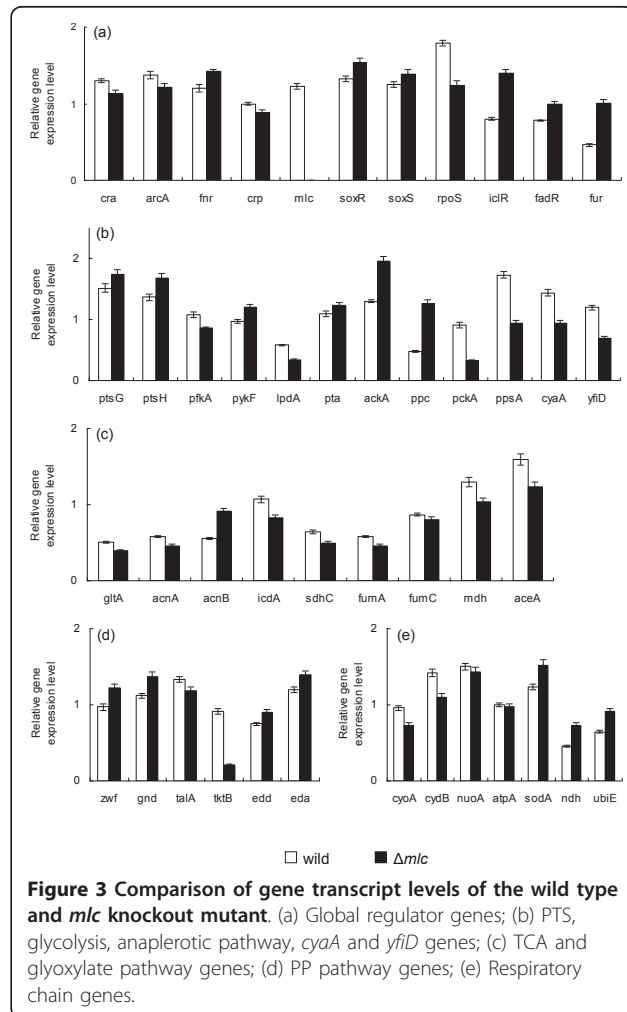 (a)
Relative gene expression level
2
1
0
cra arcA fnr crp mlc soxR soxS rpoS iclR fadR fur
(b)
Relative gene expression level
2
1
0
ptsG ptsH pfkA pykF lpdA pta ackA ppc pckA ppsA cyaA yfiD
(c)
Relative gene expression level
2
1
0
gltA acnA acnB icdA sdhC fumA fumC mdh aceA
(d)
Relative gene expression level
2
1
0
zwf gnd talA tktB edd eda
(e)
Relative gene expression level
2
1
0
cyoA cydB nuoA atpA sodA ndh ubiE
wild Δmlc
Figure 3 Comparison of gene transcript levels of the wild type
and mlc knockout mutant. (a) Global regulator genes; (b) PTS,
glycolysis, anaplerotic pathway, cyaA and yfiD genes; (c) TCA and
glyoxylate pathway genes; (d) PP pathway genes; (e) Respiratory
chain genes.